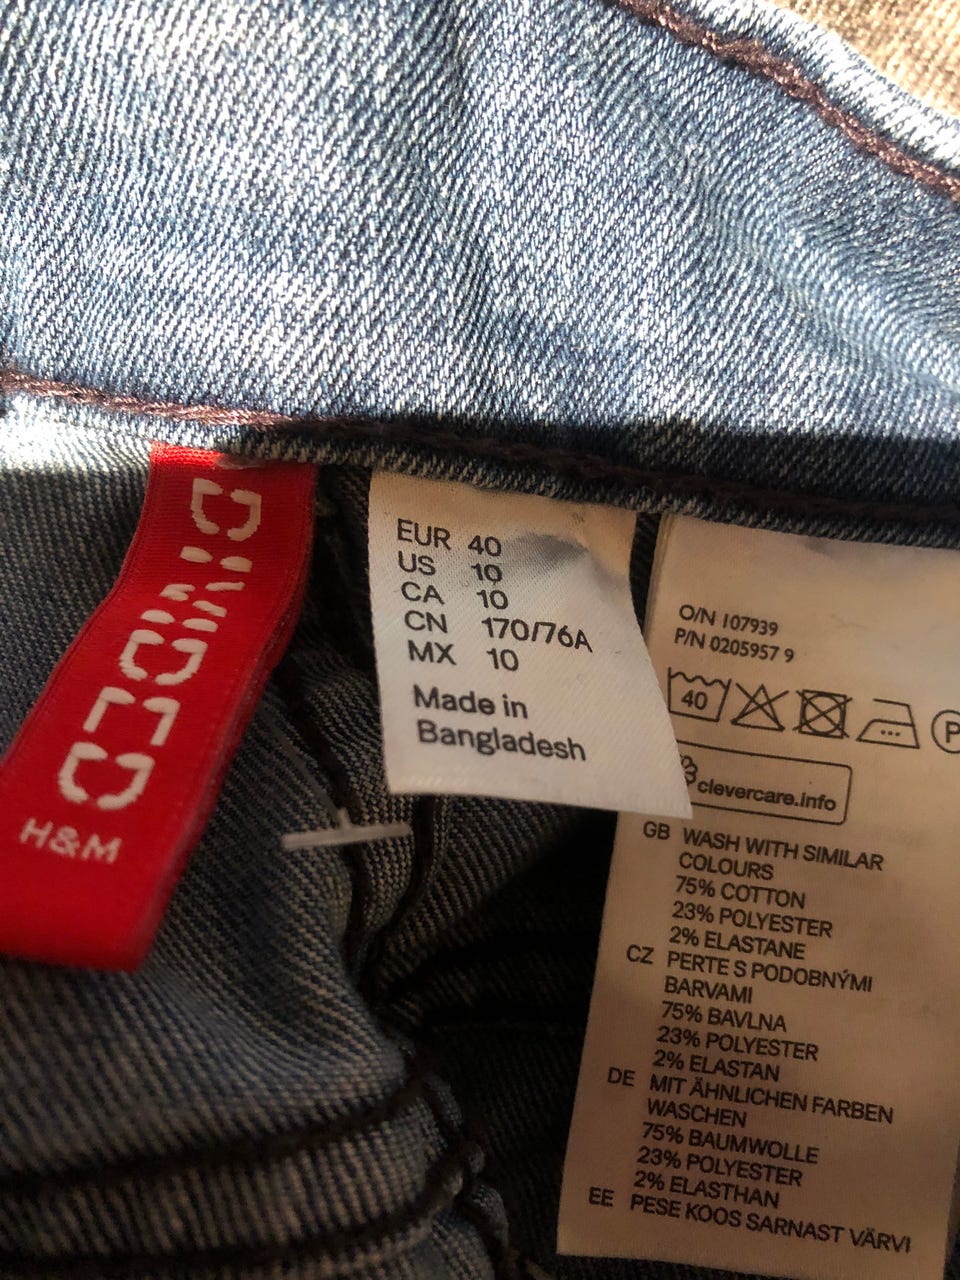 DIVIDED
H&M
EUR 40
US 10
CA 10
CN 170/76A
MX 10
Made in
Bangladesh
O/N 107939
P/N 0205957 9
40
P
clevercare.info
GB WASH WITH SIMILAR
COLOURS
75% COTTON
23% POLYESTER
2% ELASTANE
CZ PERTE S PODOBNÝMI
BARVAMI
75% BAVLNA
23% POLYESTER
2% ELASTAN
DE MIT ÄHNLICHEN FARBEN
WASCHEN
75% BAUMWOLLE
23% POLYESTER
2% ELASTHAN
EE PESE KOOS SARNAST VÄRVI